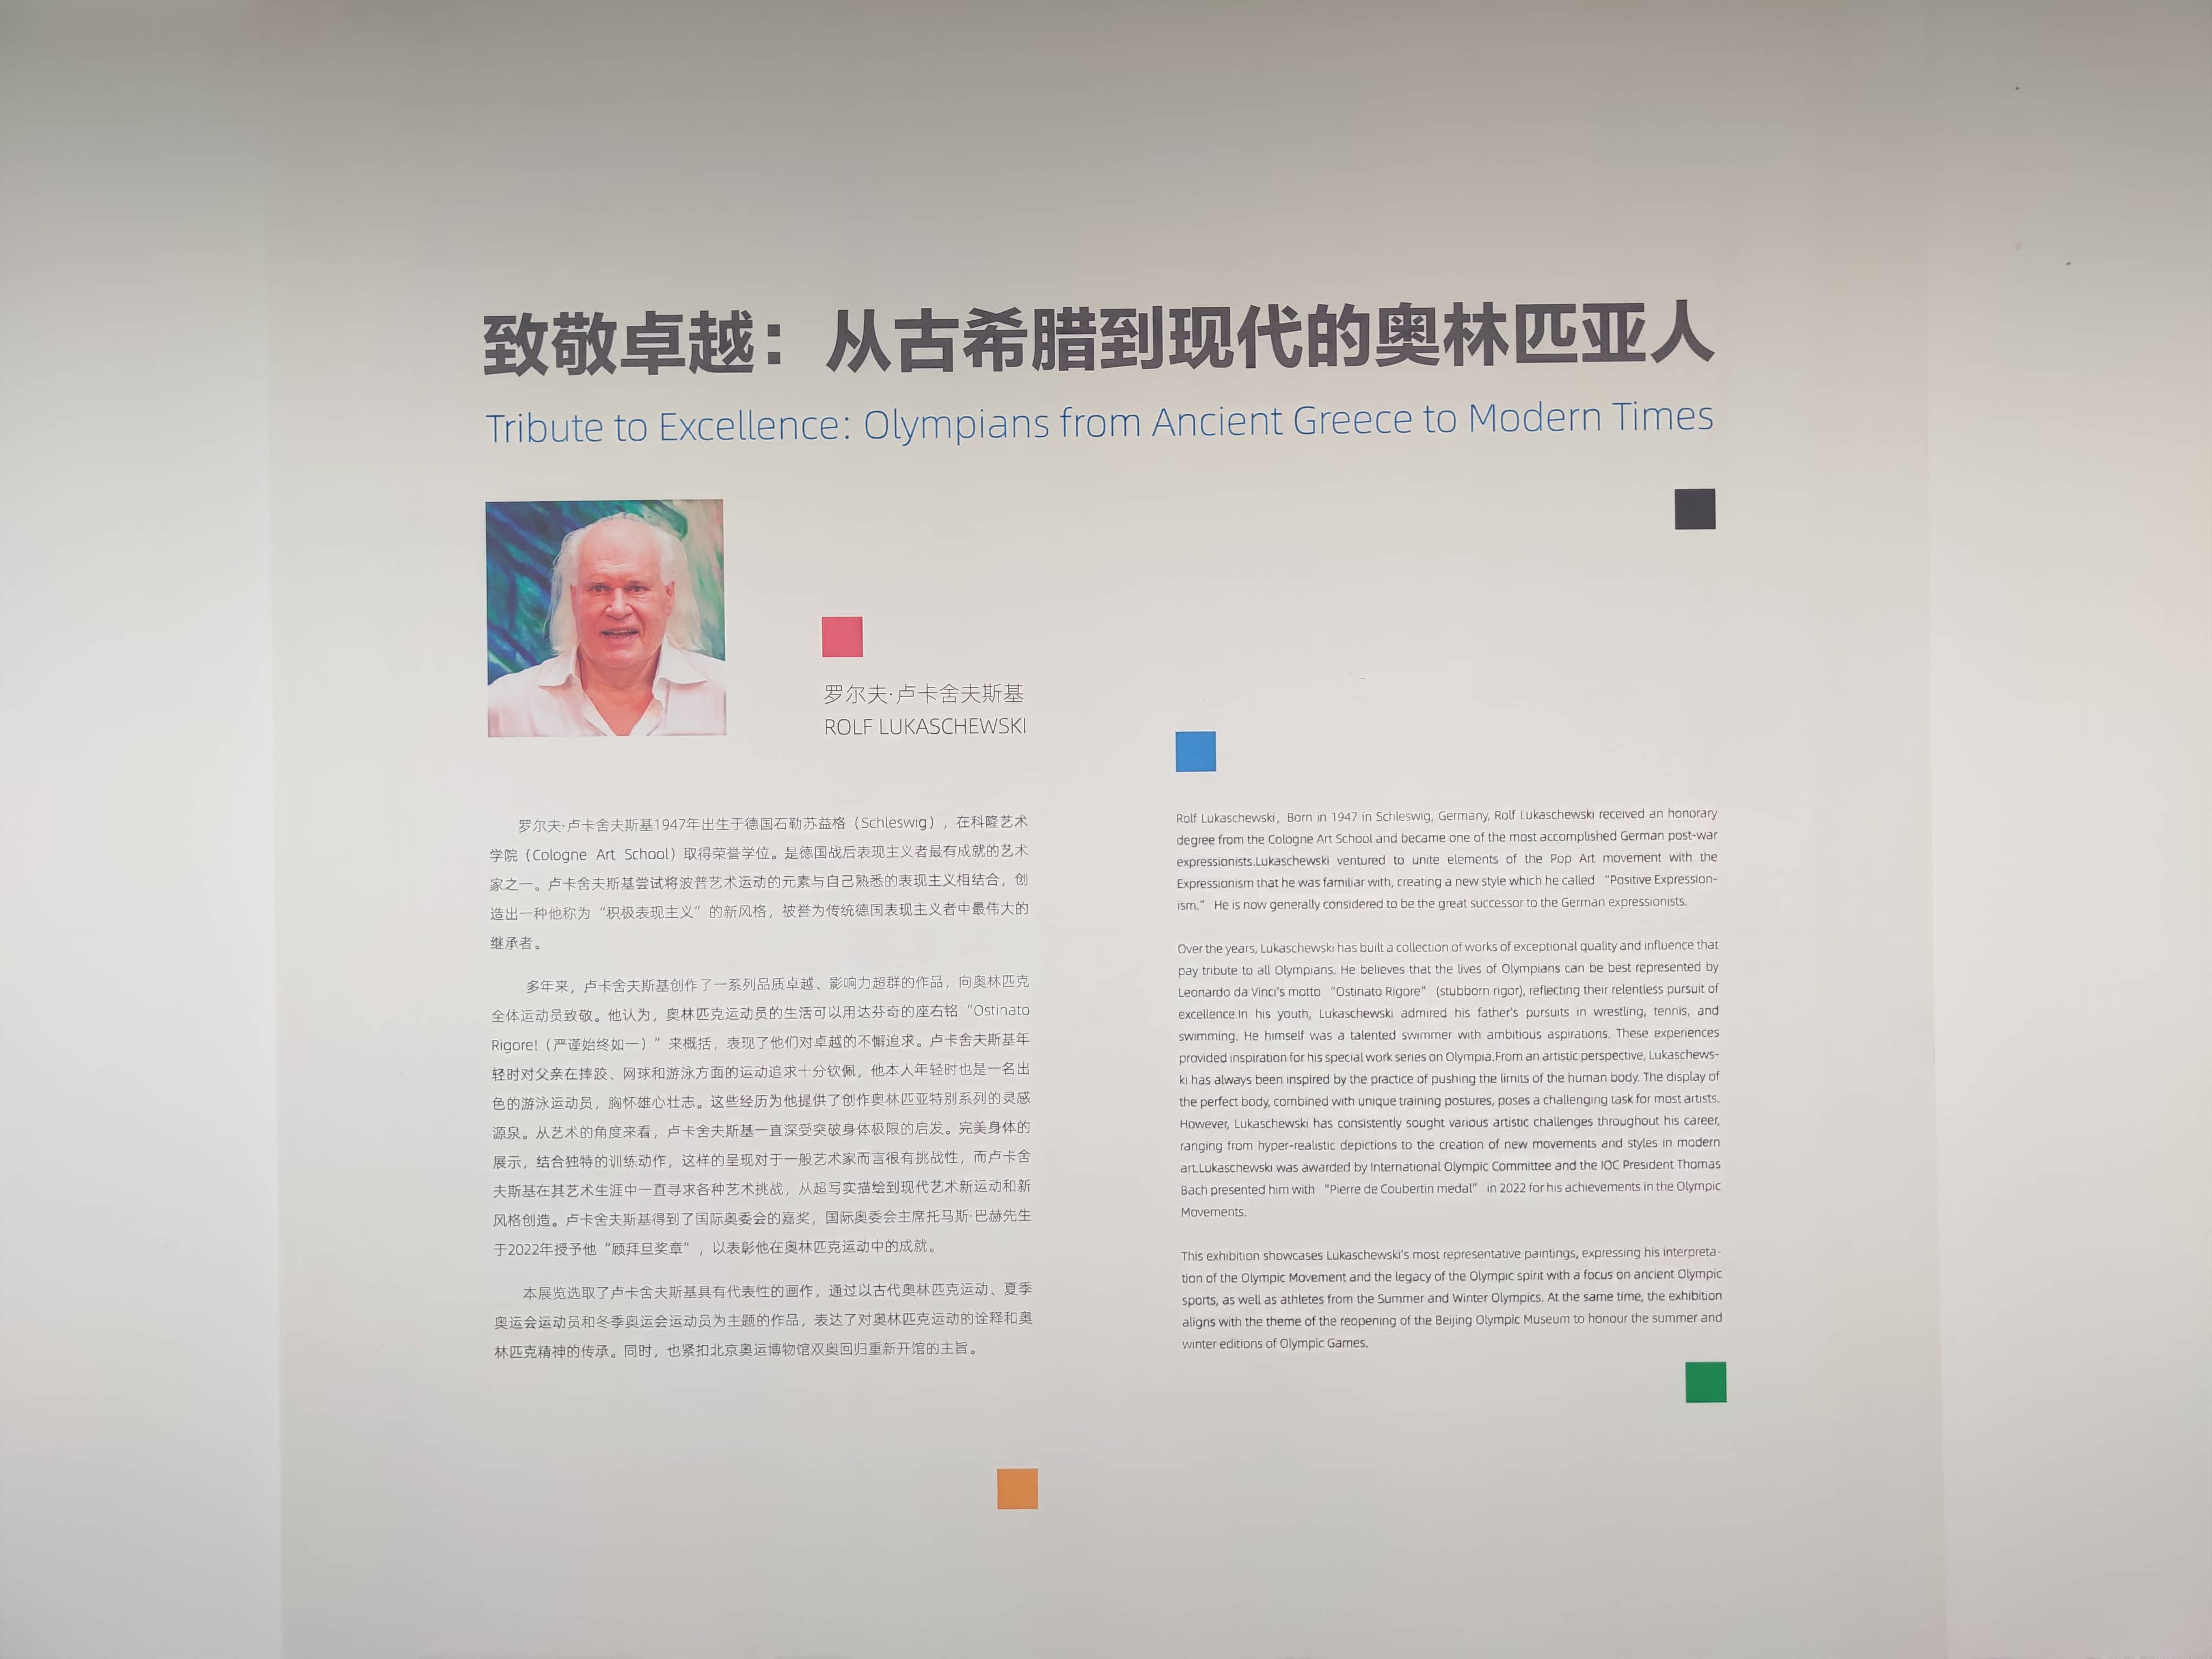 致敬卓越：从古希腊到现代的奥林匹亚人
Tribute to Excellence: Olympians from Ancient Greece to Modern Times
罗尔夫·卢卡舍夫斯基
ROLF LUKASCHEWSKI
罗尔夫·卢卡舍夫斯基1947年出生于德国石勒苏益格（Schleswig），在科隆艺术
学院（Cologne Art School）取得荣誉学位。是德国战后表现主义者最有成就的艺术
家之一。卢卡舍夫斯基尝试将波普艺术运动的元素与自己熟悉的表现主义相结合，创
造出一种他称为“积极表现主义”的新风格，被誉为传统德国表现主义者中最伟大的
继承者。
多年来，卢卡舍夫斯基创作了一系列品质卓越、影响力超群的作品，向奥林匹克
全体运动员致敬。他认为，奥林匹克运动员的生活可以用达芬奇的座右铭“Ostinato
Rigore!（严谨始终如一）”来概括，表现了他们对卓越的不懈追求。卢卡舍夫斯基年
轻时对父亲在摔跤、网球和游泳方面的运动追求十分钦佩，他本人年轻时也是一名出
色的游泳运动员，胸怀雄心壮志。这些经历为他提供了创作奥林匹亚特别系列的灵感
源泉。从艺术的角度来看，卢卡舍夫斯基一直深受突破身体极限的启发。完美身体的
展示，结合独特的训练动作，这样的呈现对于一般艺术家而言很有挑战性，而卢卡舍
夫斯基在其艺术生涯中一直寻求各种艺术挑战，从超写实描绘到现代艺术新运动和新
风格创造。卢卡舍夫斯基得到了国际奥委会的嘉奖，国际奥委会主席托马斯·巴赫先生
于2022年授予他“顾拜旦奖章”，以表彰他在奥林匹克运动中的成就。
本展览选取了卢卡舍夫斯基具有代表性的画作，通过以古代奥林匹克运动、夏季
奥运会运动员和冬季奥运会运动员为主题的作品，表达了对奥林匹克运动的诠释和奥
林匹克精神的传承。同时，也紧扣北京奥运博物馆双奥回归重新开馆的主旨。
Rolf Lukaschewski, Born in 1947 in Schleswig, Germany, Rolf Lukaschewski received an honorary
degree from the Cologne Art School and became one of the most accomplished German post-war
expressionists.Lukaschewski ventured to unite elements of the Pop Art movement with the
Expressionism that he was familiar with, creating a new style which he called “Positive Expression-
ism.” He is now generally considered to be the great successor to the German expressionists.
Over the years, Lukaschewski has built a collection of works of exceptional quality and influence that
pay tribute to all Olympians. He believes that the lives of Olympians can be best represented by
Leonardo da Vinci's motto “Ostinato Rigore” (stubborn rigor), reflecting their relentless pursuit of
excellence.In his youth, Lukaschewski admired his father's pursuits in wrestling, tennis, and
swimming. He himself was a talented swimmer with ambitious aspirations. These experiences
provided inspiration for his special work series on Olympia.From an artistic perspective, Lukaschews-
ki has always been inspired by the practice of pushing the limits of the human body. The display of
the perfect body, combined with unique training postures, poses a challenging task for most artists.
However, Lukaschewski has consistently sought various artistic challenges throughout his career,
ranging from hyper-realistic depictions to the creation of new movements and styles in modern
art.Lukaschewski was awarded by International Olympic Committee and the IOC President Thomas
Bach presented him with “Pierre de Coubertin medal” in 2022 for his achievements in the Olympic
Movements.
This exhibition showcases Lukaschewski's most representative paintings, expressing his interpreta-
tion of the Olympic Movement and the legacy of the Olympic spirit with a focus on ancient Olympic
sports, as well as athletes from the Summer and Winter Olympics. At the same time, the exhibition
aligns with the theme of the reopening of the Beijing Olympic Museum to honour the summer and
winter editions of Olympic Games.